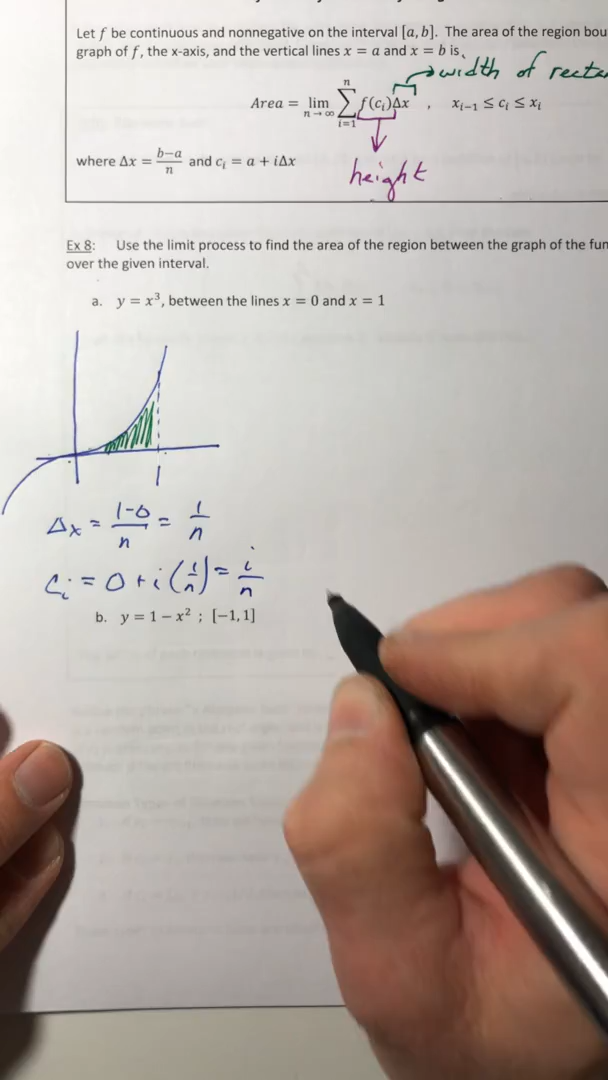 Let f be continuous and nonnegative on the interval [a, b]. The area of the region bou
graph of f, the x-axis, and the vertical lines x = a and x = b is
width of recta
Area = lim n→∞ ∑ i=1 n f(cᵢ)Δx , xᵢ₋₁ ≤ cᵢ ≤ xᵢ
where Δx = b−a/n and cᵢ = a + iΔx
height
Ex 8: Use the limit process to find the area of the region between the graph of the fun
over the given interval.
a. y = x³, between the lines x = 0 and x = 1
1
Δx = 1-0/n = 1/n
Cᵢ = 0 + i(1/n) = i/n
b. y = 1 − x² ; [−1,1]